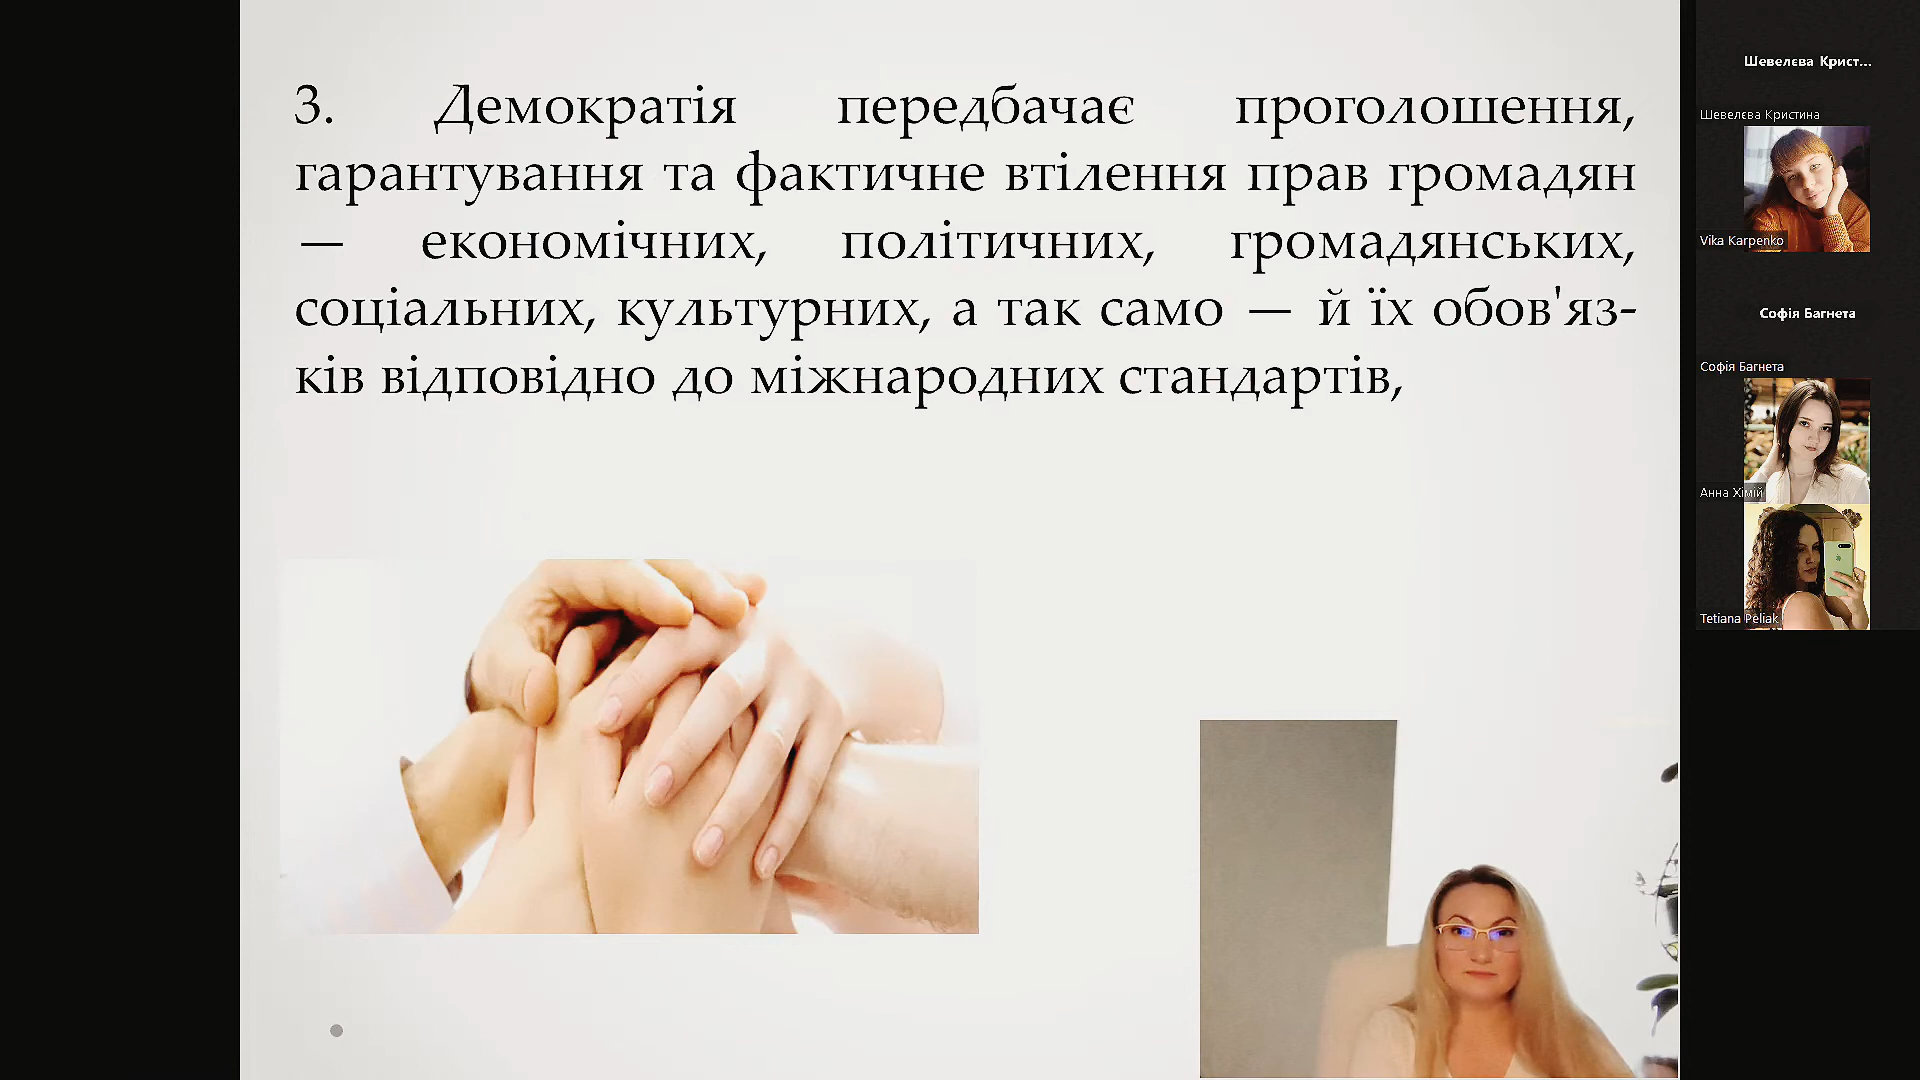 3. Демократія передбачає проголошення,
гарантування та фактичне втілення прав громадян
— економічних, політичних, громадянських,
соціальних, культурних, а так само — й їх обов'яз-
ків відповідно до міжнародних стандартів,
Шевелєва Крист...
Шевелєва Кристина
Vika Karpenko
Софія Багнета
Софія Багнета
Анна Хімій
Tetiana Peliak